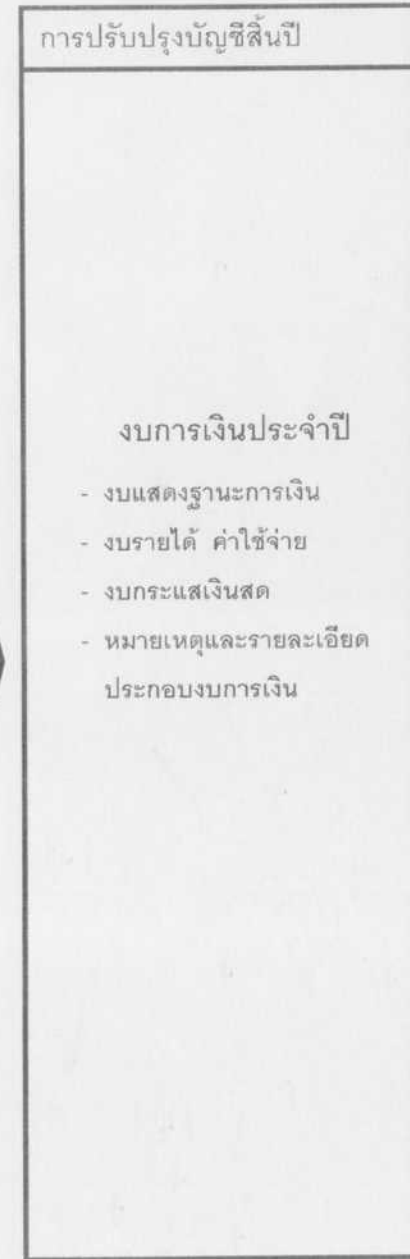 การปรับปรุงบัญชีสิ้นปี
งบการเงินประจำปี
- งบแสดงฐานะการเงิน
- งบรายได้ ค่าใช้จ่าย
- งบกระแสเงินสด
- หมายเหตุและรายละเอียด
ประกอบงบการเงิน